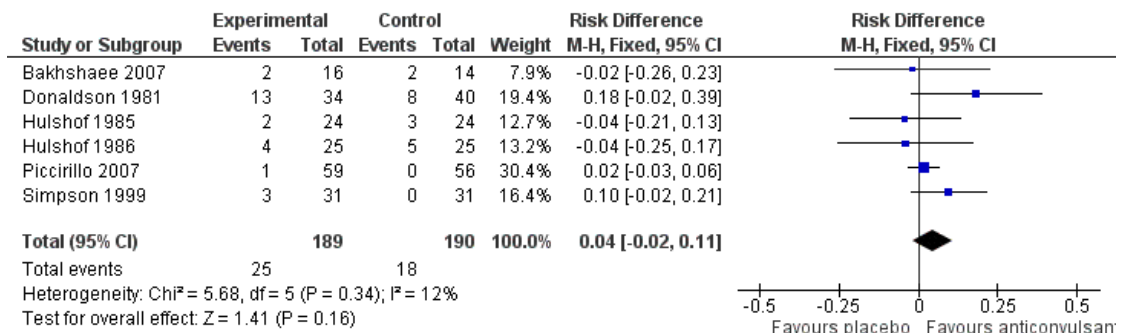 Experimental Control Risk Difference Risk Difference
Study or Subgroup Events Total Events Total Weight M-H, Fixed, 95% CI M-H, Fixed, 95% CI
Bakhshaee 2007 2 16 2 14 7.9% -0.02 [-0.26, 0.23]
Donaldson 1981 13 34 8 40 19.4% 0.18 [-0.02, 0.39]
Hulshof 1985 2 24 3 24 12.7% -0.04 [-0.21, 0.13]
Hulshof 1986 4 25 5 25 13.2% -0.04 [-0.25, 0.17]
Piccirillo 2007 1 59 0 56 30.4% 0.02 [-0.03, 0.06]
Simpson 1999 3 31 0 31 16.4% 0.10 [-0.02, 0.21]
Total (95% CI) 189 190 100.0% 0.04 [-0.02, 0.11]
Total events 25 18
Heterogeneity: Chi² = 5.68, df = 5 (P = 0.34); I² = 12%
Test for overall effect: Z = 1.41 (P = 0.16)
-0.5 -0.25 0 0.25 0.5
Favours placebo Favours anticonvulsant